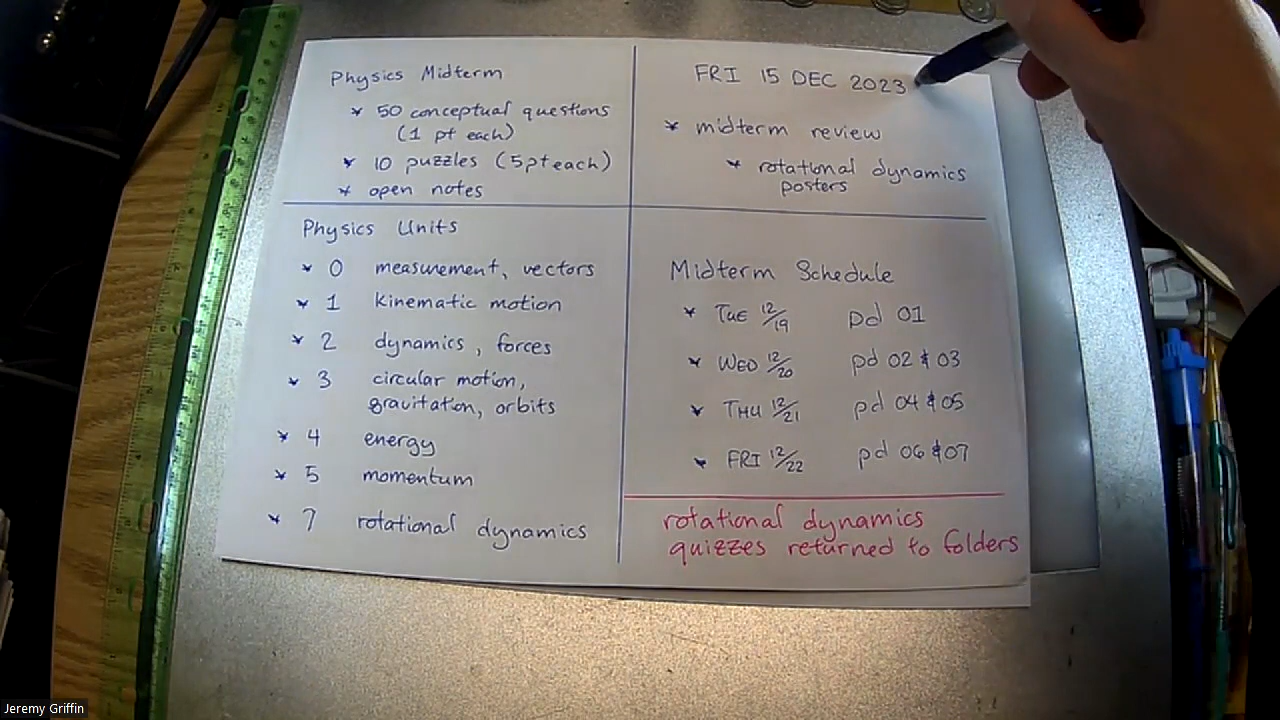 Physics Midterm
* 50 conceptual questions
(1 pt each)
* 10 puzzles (5pt each)
* open notes
FRI 15 DEC 2023
* midterm review
* rotational dynamics
posters
Physics Units
* 0 measurement, vectors
* 1 kinematic motion
* 2 dynamics, forces
* 3 circular motion,
gravitation, orbits
* 4 energy
* 5 momentum
* 7 rotational dynamics
Midterm Schedule
* TUE 12/19 pd 01
* WED 12/20 pd 02 & 03
* THU 12/21 pd 04 & 05
* FRI 12/22 pd 06 & 07
rotational dynamics
quizzes returned to folders
Jeremy Griffin